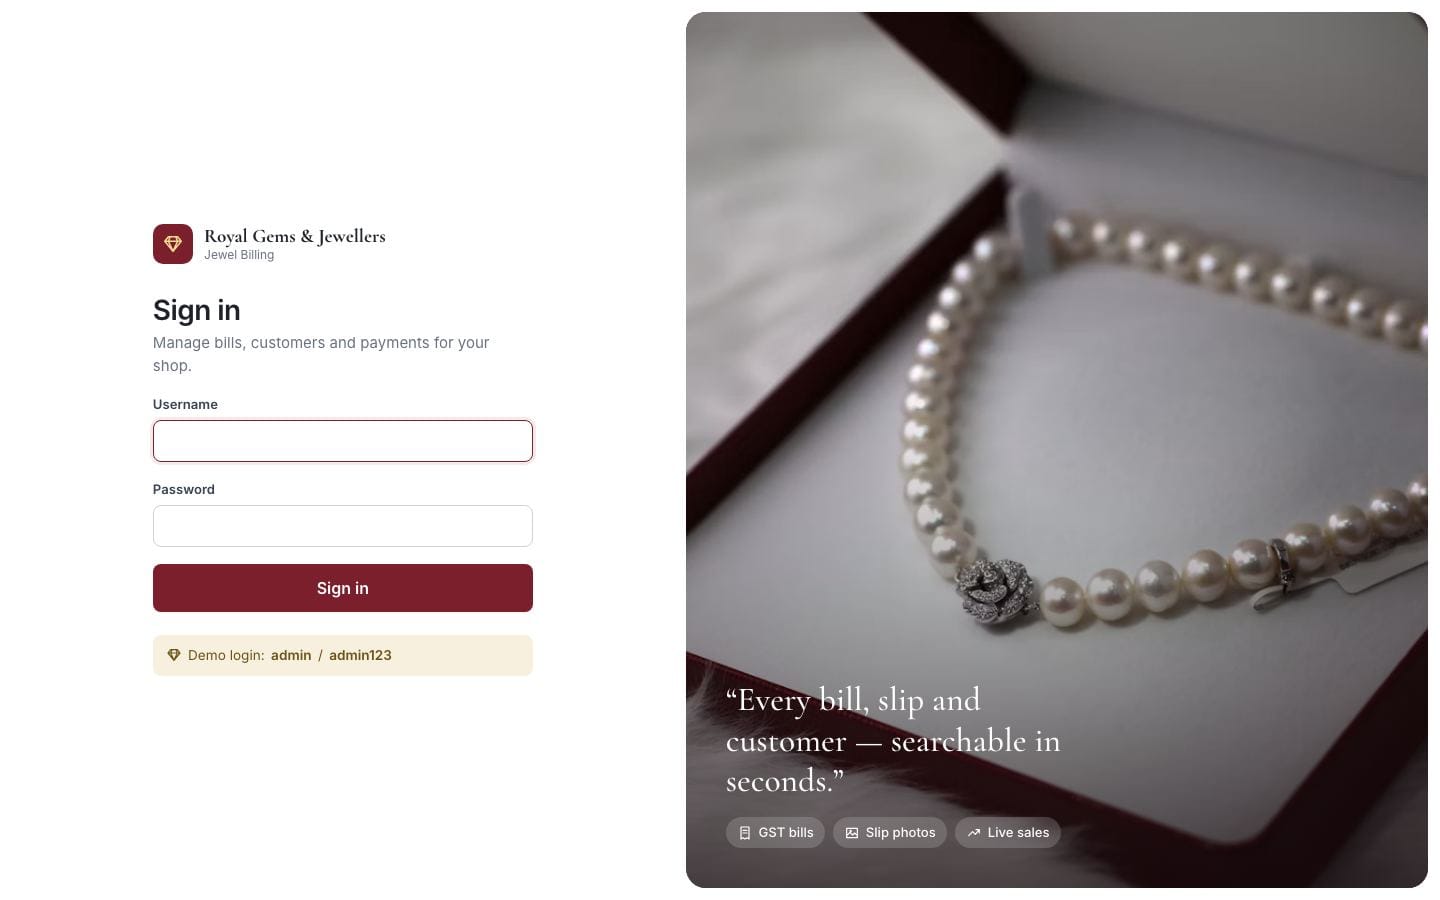 Royal Gems & Jewellers
Jewel Billing
Sign in
Manage bills, customers and payments for your
shop.
Username
Password
Sign in
Demo login: admin / admin123
“Every bill, slip and
customer — searchable in
seconds.”
GST bills
Slip photos
Live sales